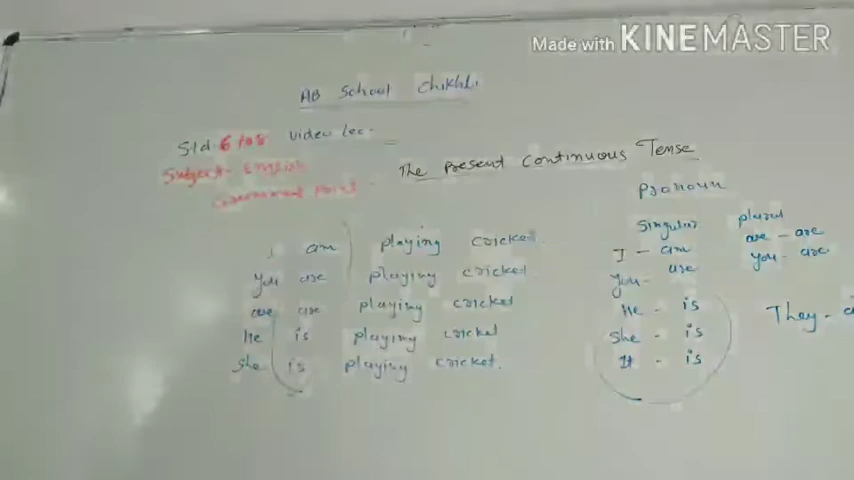 Made with KINEMASTER
AB School Chikhli
Std 6 to 8 video lec.
Subject - English
The Present Continuous Tense
Pronoun
Singular plural
I am playing cricket.
you are playing cricket.
we are playing cricket
He is playing cricket
She is playing cricket.
I - am
you - are
He - is
She - is
It - is
we - are
you - are
They -